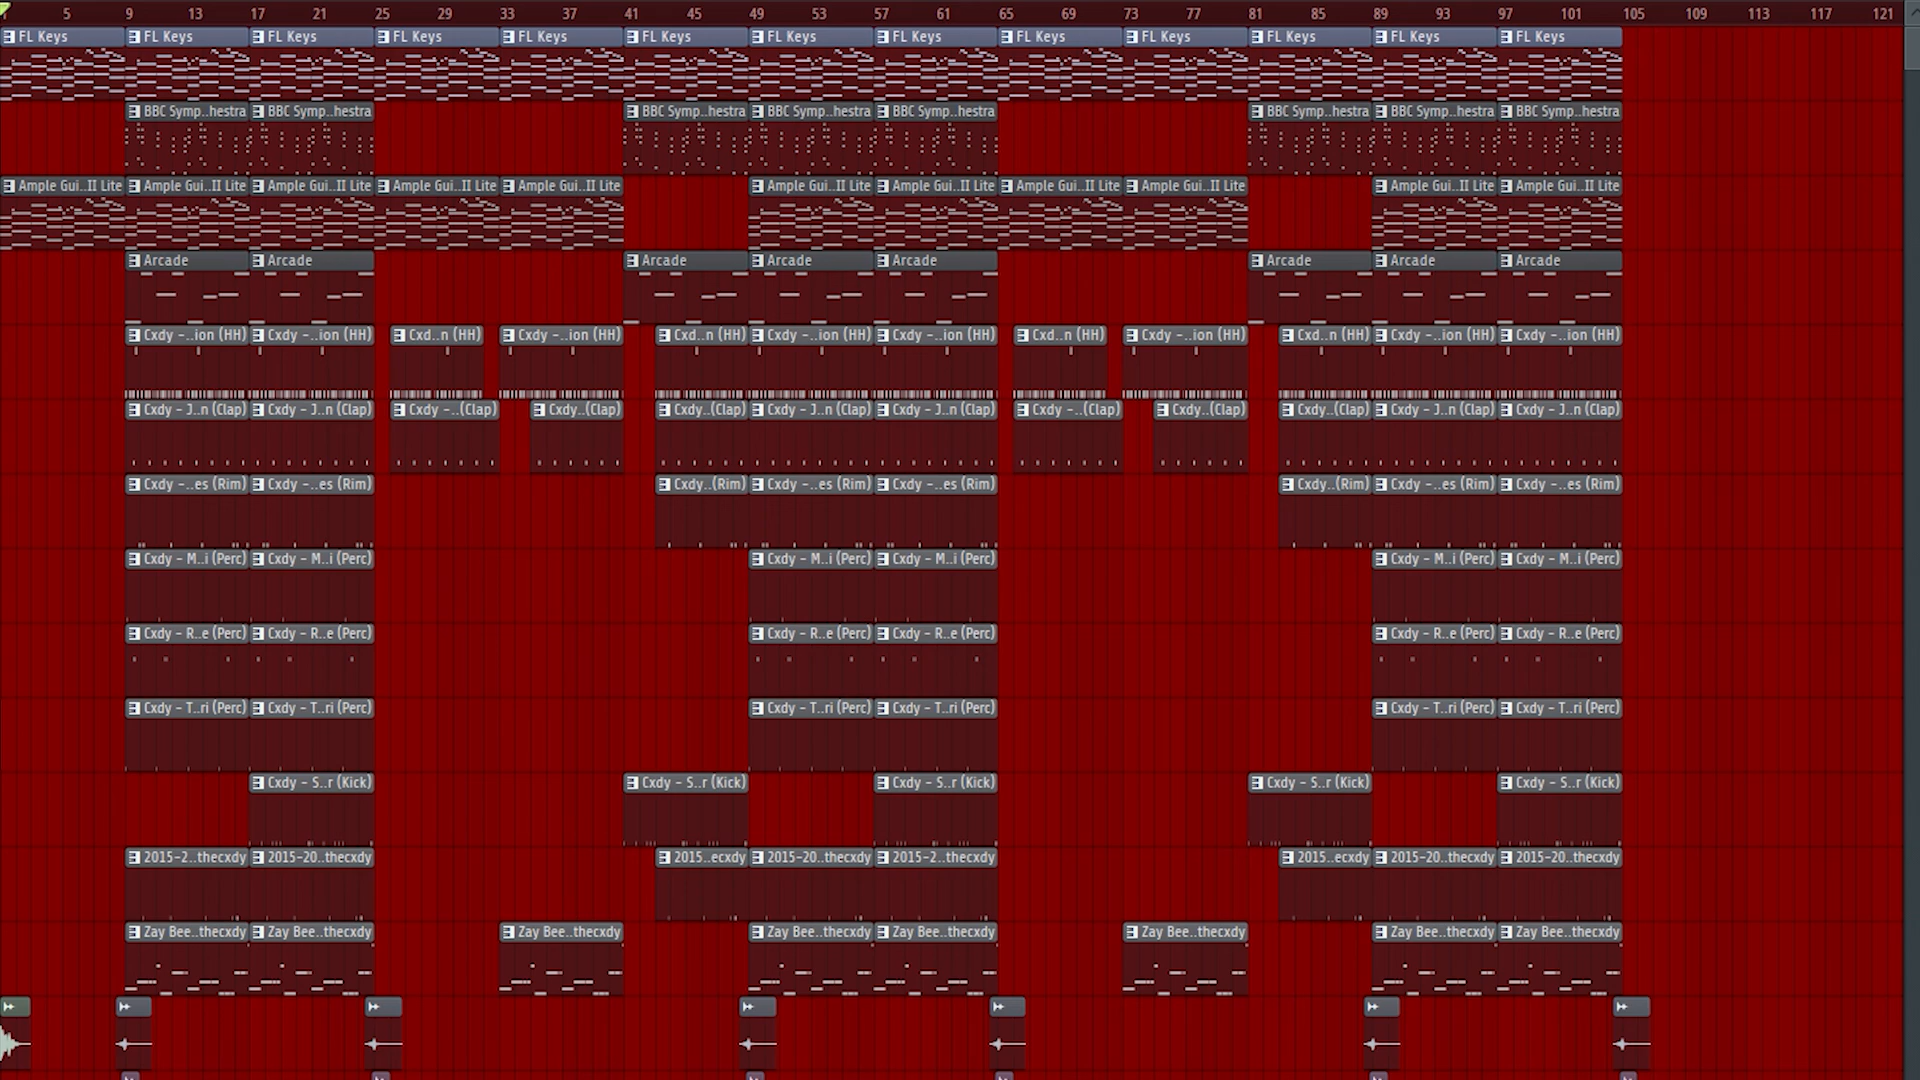 5 9 13 17 21 25 29 33 37 41 45 49 53 57 61 65 69 73 77 81 85 89 93 97 101 105 109 113 117 121
FL Keys FL Keys FL Keys FL Keys FL Keys FL Keys FL Keys FL Keys FL Keys FL Keys FL Keys FL Keys FL Keys
BBC Symp..hestra BBC Symp..hestra BBC Symp..hestra BBC Symp..hestra BBC Symp..hestra BBC Symp..hestra BBC Symp..hestra BBC Symp..hestra
Ample Gui..II Lite Ample Gui..II Lite Ample Gui..II Lite Ample Gui..II Lite Ample Gui..II Lite Ample Gui..II Lite Ample Gui..II Lite Ample Gui..II Lite Ample Gui..II Lite Ample Gui..II Lite Ample Gui..II Lite
Arcade Arcade Arcade Arcade Arcade Arcade Arcade Arcade
Cxdy -..ion (HH) Cxdy -..ion (HH) Cxd..n (HH) Cxdy -..ion (HH) Cxd..n (HH) Cxdy -..ion (HH) Cxdy -..ion (HH) Cxd..n (HH) Cxdy -..ion (HH) Cxd..n (HH) Cxdy -..ion (HH) Cxdy -..ion (HH)
Cxdy - J..n (Clap) Cxdy - J..n (Clap) Cxdy -..(Clap) Cxdy..(Clap) Cxdy..(Clap) Cxdy - J..n (Clap) Cxdy - J..n (Clap) Cxdy -..(Clap) Cxdy..(Clap) Cxdy..(Clap) Cxdy - J..n (Clap) Cxdy - J..n (Clap)
Cxdy -..es (Rim) Cxdy -..es (Rim) Cxdy..(Rim) Cxdy -..es (Rim) Cxdy -..es (Rim) Cxdy..(Rim) Cxdy -..es (Rim) Cxdy -..es (Rim)
Cxdy - M..i (Perc) Cxdy - M..i (Perc) Cxdy - M..i (Perc) Cxdy - M..i (Perc) Cxdy - M..i (Perc) Cxdy - M..i (Perc)
Cxdy - R..e (Perc) Cxdy - R..e (Perc) Cxdy - R..e (Perc) Cxdy - R..e (Perc) Cxdy - R..e (Perc) Cxdy - R..e (Perc)
Cxdy - T..ri (Perc) Cxdy - T..ri (Perc) Cxdy - T..ri (Perc) Cxdy - T..ri (Perc) Cxdy - T..ri (Perc) Cxdy - T..ri (Perc)
Cxdy - S..r (Kick) Cxdy - S..r (Kick) Cxdy - S..r (Kick) Cxdy - S..r (Kick) Cxdy - S..r (Kick)
2015-2..thecxdy 2015-20..thecxdy 2015..ecxdy 2015-20..thecxdy 2015-2..thecxdy 2015..ecxdy 2015-20..thecxdy 2015-20..thecxdy
Zay Bee..thecxdy Zay Bee..thecxdy Zay Bee..thecxdy Zay Bee..thecxdy Zay Bee..thecxdy Zay Bee..thecxdy Zay Bee..thecxdy Zay Bee..thecxdy